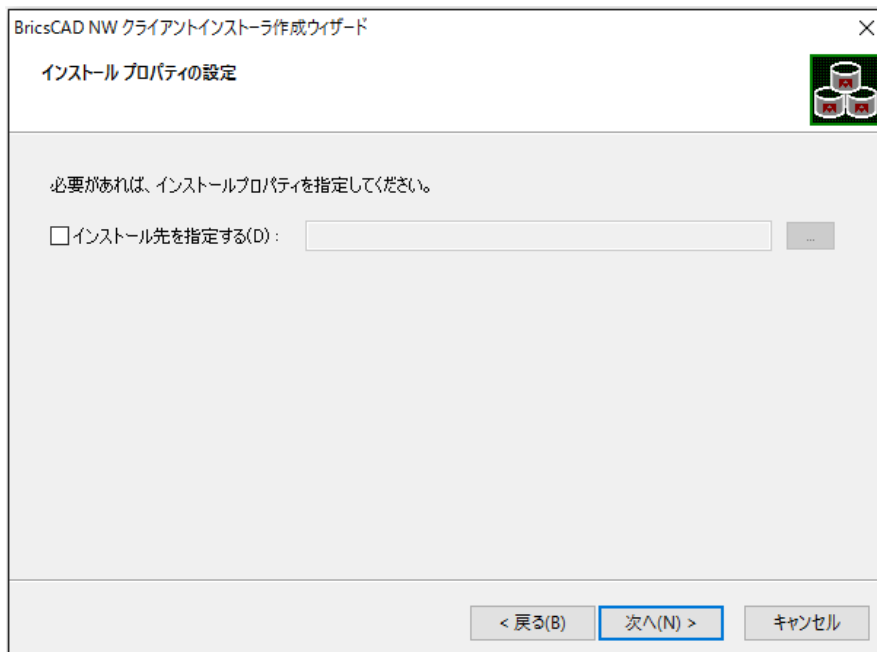 BricsCAD NW クライアントインストーラ作成ウィザード
インストール プロパティの設定
必要があれば、インストールプロパティを指定してください。
インストール先を指定する(D) :
...
< 戻る(B)
次へ(N) >
キャンセル